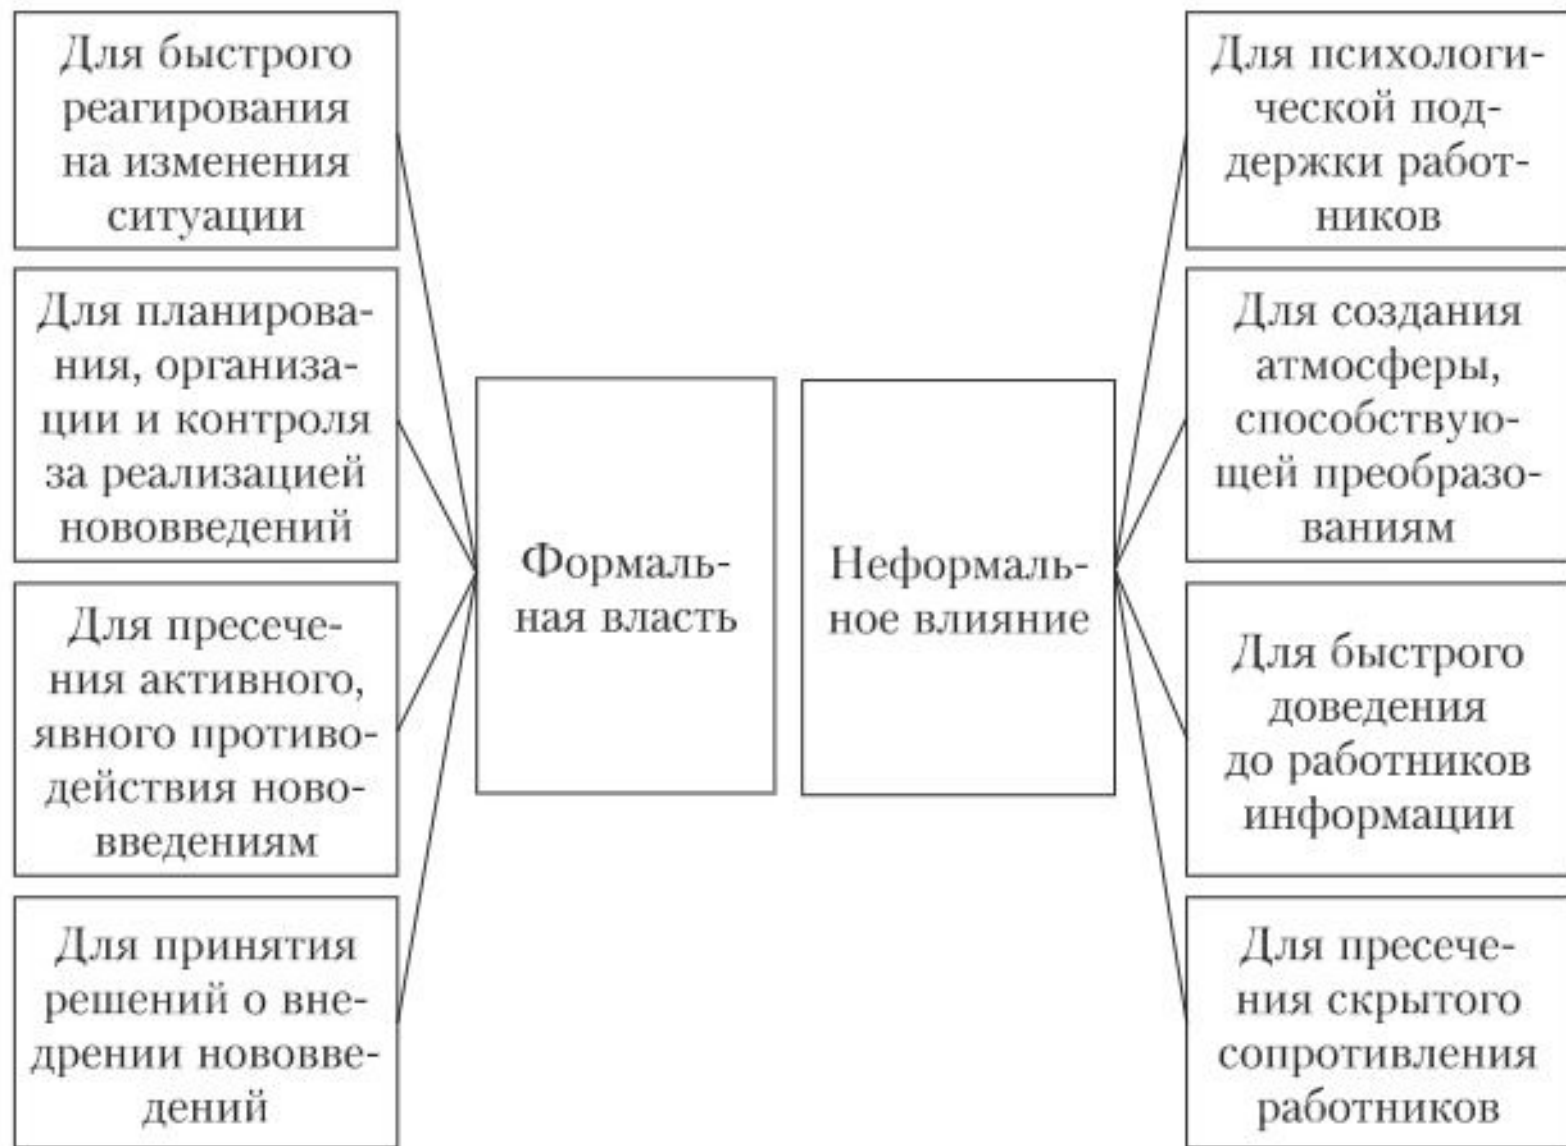 Для быстрого
реагирования
на изменения
ситуации
Для планирова-
ния, организа-
ции и контроля
за реализацией
нововведений
Для пресече-
ния активного,
явного противо-
действия ново-
введениям
Для принятия
решений о вне-
дрении нововве-
дений
Формаль-
ная власть
Неформаль-
ное влияние
Для психологи-
ческой под-
держки работ-
ников
Для создания
атмосферы,
способствую-
щей преобразо-
ваниям
Для быстрого
доведения
до работников
информации
Для пресече-
ния скрытого
сопротивления
работников